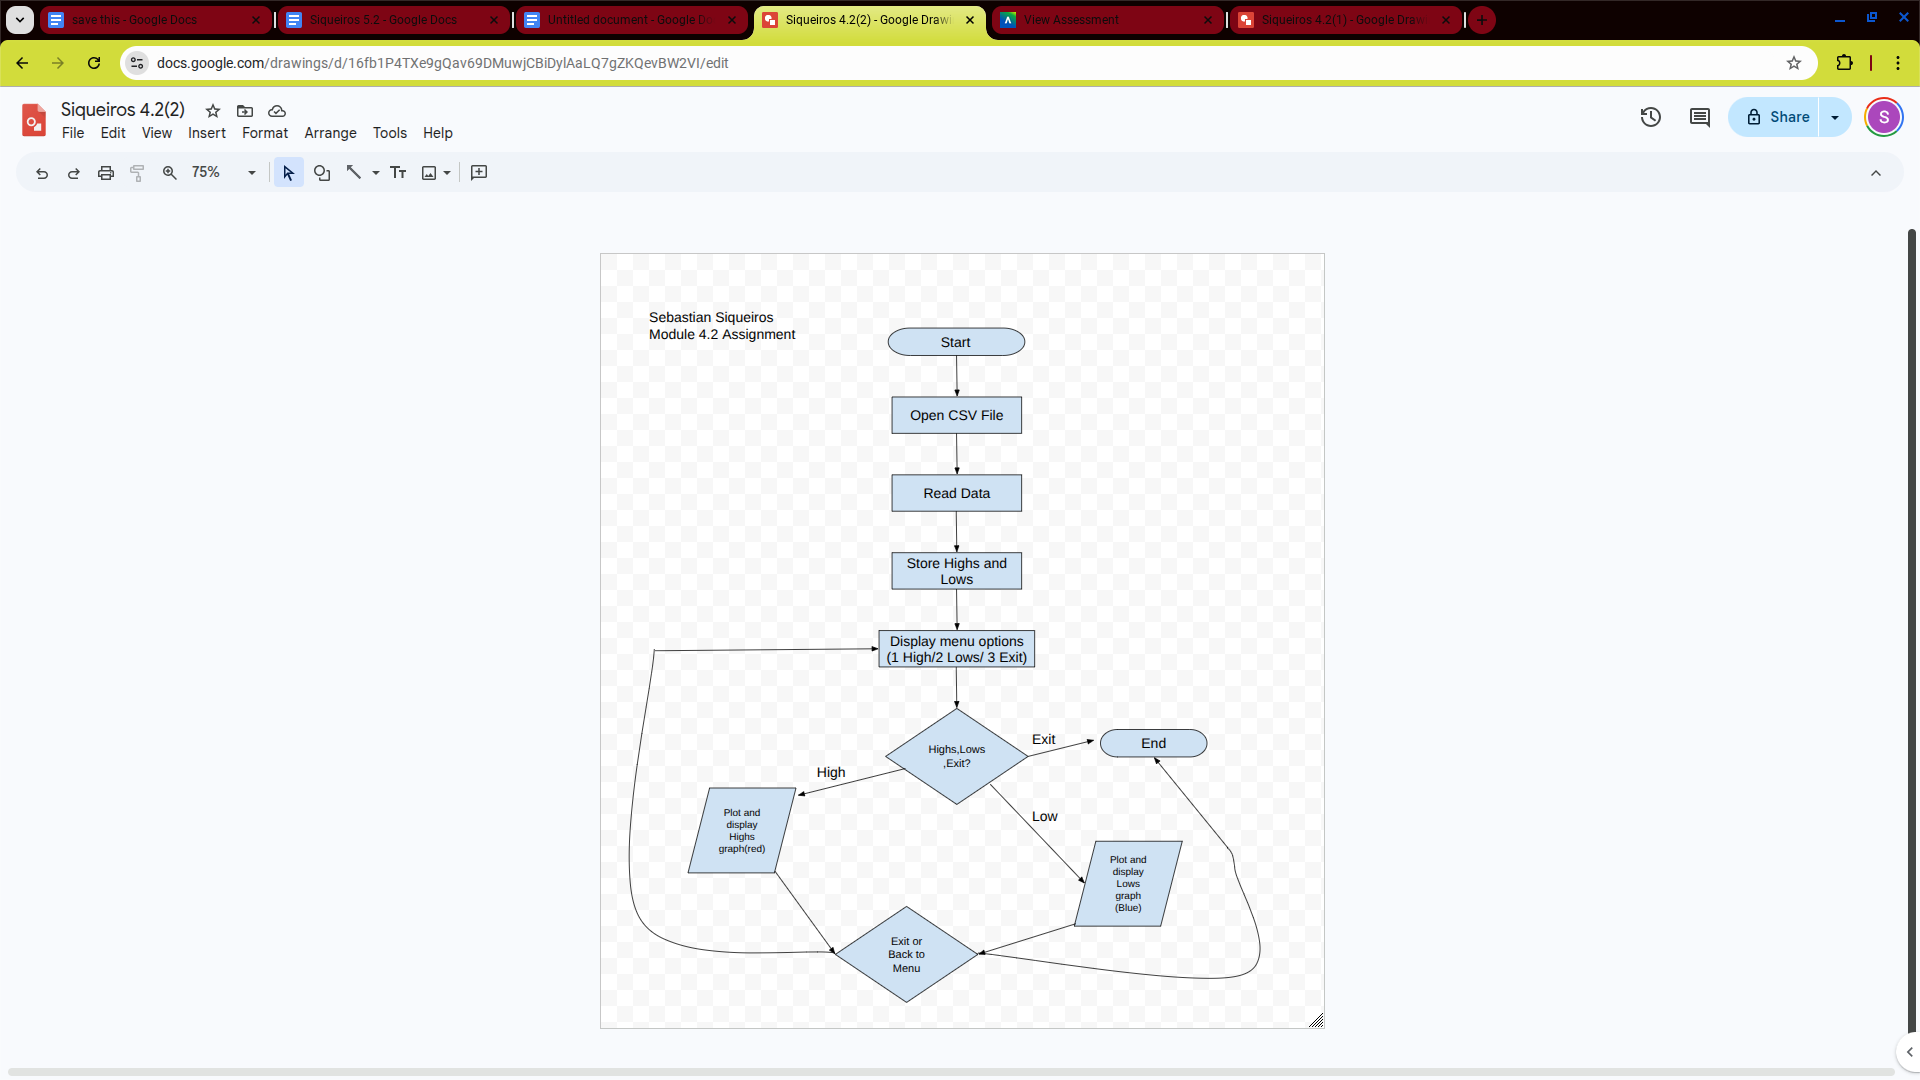 save this - Google Docs
Siqueiros 5.2 - Google Docs
Untitled document - Google Do
Siqueiros 4.2(2) - Google Draw
View Assessment
Siqueiros 4.2(1) - Google Draw
docs.google.com/drawings/d/16fb1P4TXe9gQav69DMuwjCBiDylAaLQ7gZKQevBW2VI/edit
Siqueiros 4.2(2)
File Edit View Insert Format Arrange Tools Help
Share
S
75%
Tт
Sebastian Siqueiros
Module 4.2 Assignment
Start
Open CSV File
Read Data
Store Highs and
Lows
Display menu options
(1 High/2 Lows/ 3 Exit)
Highs,Lows
,Exit?
Exit
End
High
Low
Plot and
display
Highs
graph(red)
Plot and
display
Lows
graph
(Blue)
Exit or
Back to
Menu